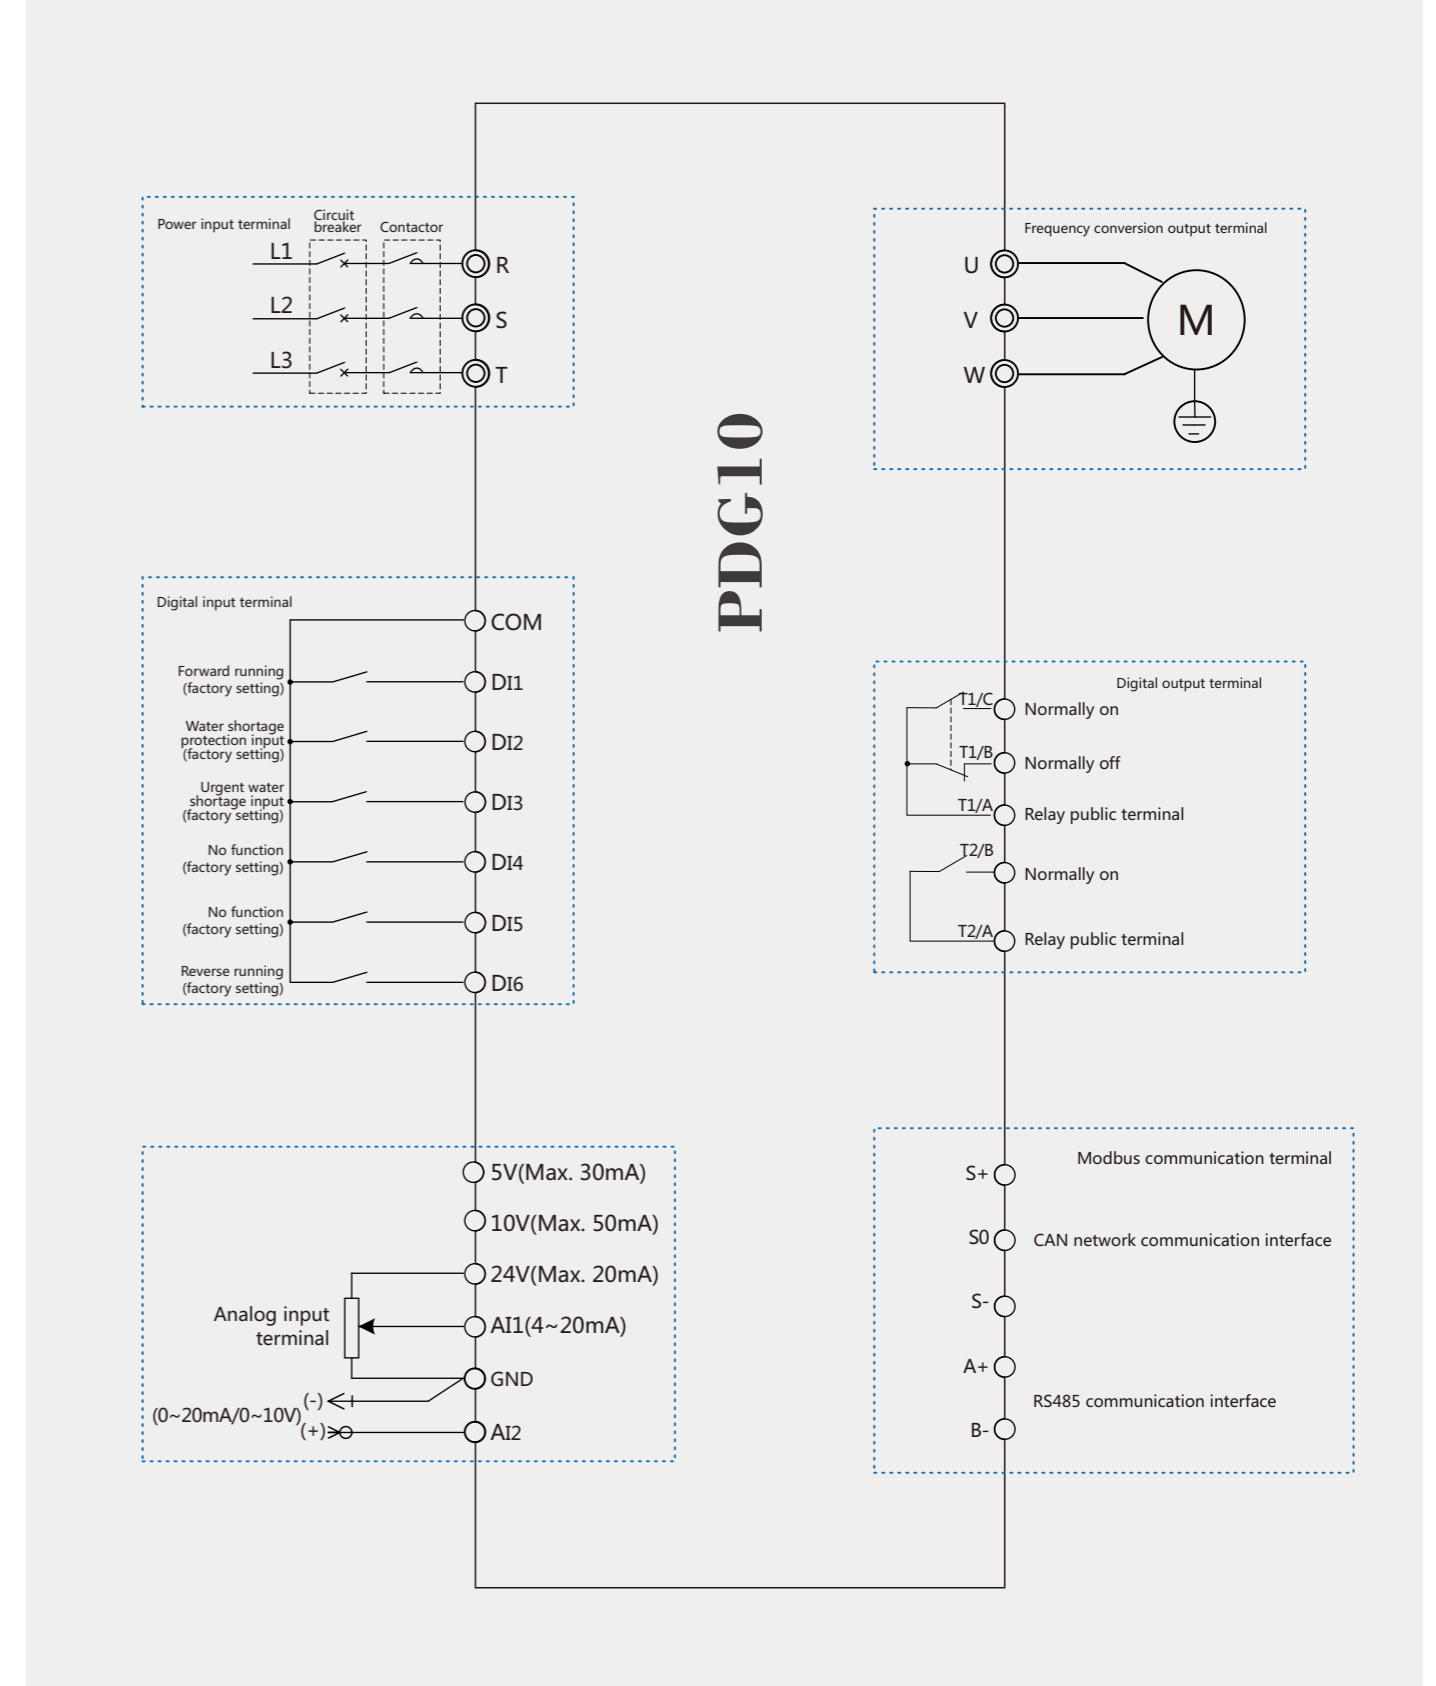 Power input terminal
Circuit
breaker
Contactor
L1
R
L2
S
L3
T
Frequency conversion output terminal
U
V
W
M
PDG10
Digital input terminal
COM
Forward running
(factory setting)
DI1
Water shortage
protection input
(factory setting)
DI2
Urgent water
shortage input
(factory setting)
DI3
No function
(factory setting)
DI4
No function
(factory setting)
DI5
Reverse running
(factory setting)
DI6
Digital output terminal
T1/C
Normally on
T1/B
Normally off
T1/A
Relay public terminal
T2/B
Normally on
T2/A
Relay public terminal
5V(Max. 30mA)
10V(Max. 50mA)
24V(Max. 20mA)
Analog input
terminal
AI1(4~20mA)
GND
(-)
(0~20mA/0~10V)
(+)
AI2
Modbus communication terminal
S+
S0
CAN network communication interface
S-
A+
RS485 communication interface
B-